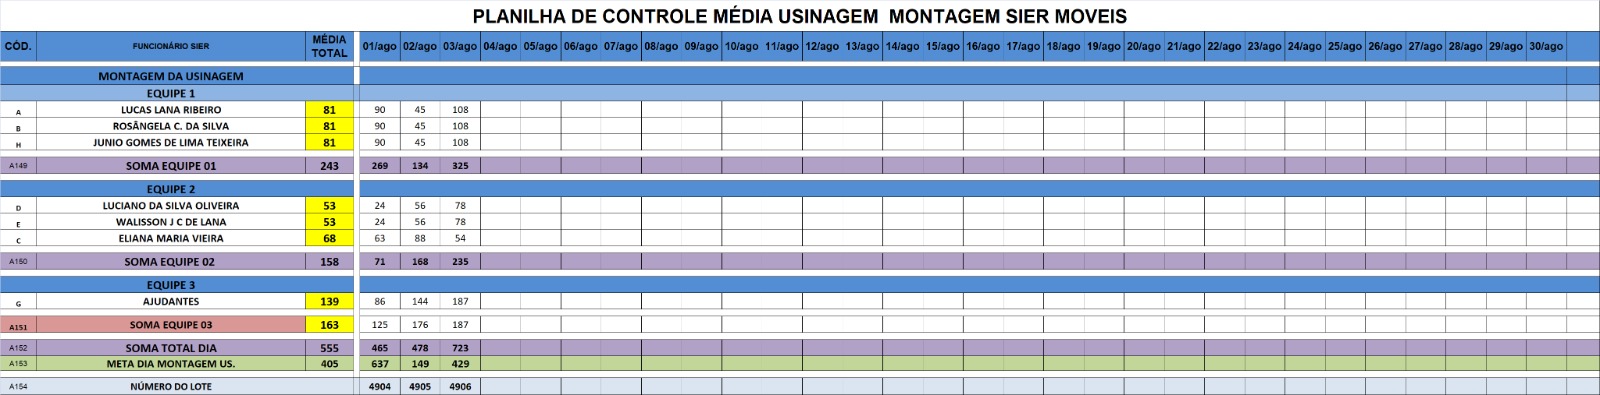 PLANILHA DE CONTROLE MÉDIA USINAGEM MONTAGEM SIER MOVEIS
CÓD. FUNCIONÁRIO SIER MÉDIA TOTAL 01/ago 02/ago 03/ago 04/ago 05/ago 06/ago 07/ago 08/ago 09/ago 10/ago 11/ago 12/ago 13/ago 14/ago 15/ago 16/ago 17/ago 18/ago 19/ago 20/ago 21/ago 22/ago 23/ago 24/ago 25/ago 26/ago 27/ago 28/ago 29/ago 30/ago
MONTAGEM DA USINAGEM
EQUIPE 1
A LUCAS LANA RIBEIRO 81 90 45 108
B ROSÂNGELA C. DA SILVA 81 90 45 108
H JUNIO GOMES DE LIMA TEIXEIRA 81 90 45 108
A149 SOMA EQUIPE 01 243 269 134 325
EQUIPE 2
D LUCIANO DA SILVA OLIVEIRA 53 24 56 78
E WALISSON J C DE LANA 53 24 56 78
C ELIANA MARIA VIEIRA 68 63 88 54
A150 SOMA EQUIPE 02 158 71 168 235
EQUIPE 3
G AJUDANTES 139 86 144 187
A151 SOMA EQUIPE 03 163 125 176 187
A152 SOMA TOTAL DIA 555 465 478 723
A153 META DIA MONTAGEM US. 405 637 149 429
A154 NÚMERO DO LOTE 4904 4905 4906